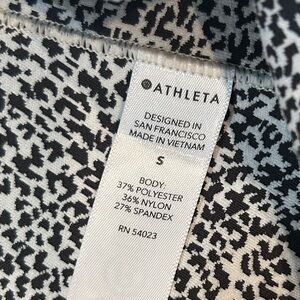 ATHLETA
DESIGNED IN
SAN FRANCISCO
MADE IN VIETNAM
S
BODY:
37% POLYESTER
36% NYLON
27% SPANDEX
RN 54023